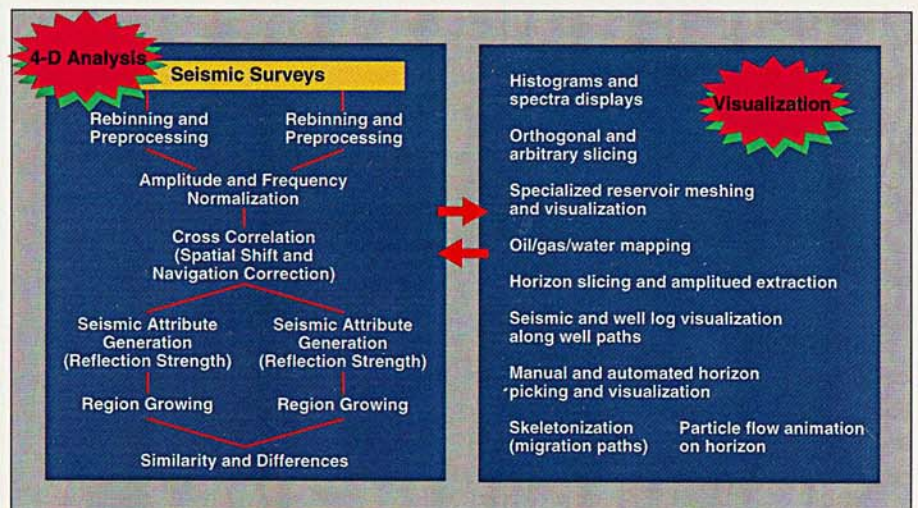 4-D Analysis
Seismic Surveys
Rebinning and
Preprocessing
Rebinning and
Preprocessing
Amplitude and Frequency
Normalization
Cross Correlation
(Spatial Shift and
Navigation Correction)
Seismic Attribute
Generation
(Reflection Strength)
Seismic Attribute
Generation
(Reflection Strength)
Region Growing
Region Growing
Similarity and Differences
Visualization
Histograms and
spectra displays
Orthogonal and
arbitrary slicing
Specialized reservoir meshing
and visualization
Oil/gas/water mapping
Horizon slicing and amplitued extraction
Seismic and well log visualization
along well paths
Manual and automated horizon
picking and visualization
Skeletonization
(migration paths)
Particle flow animation
on horizon